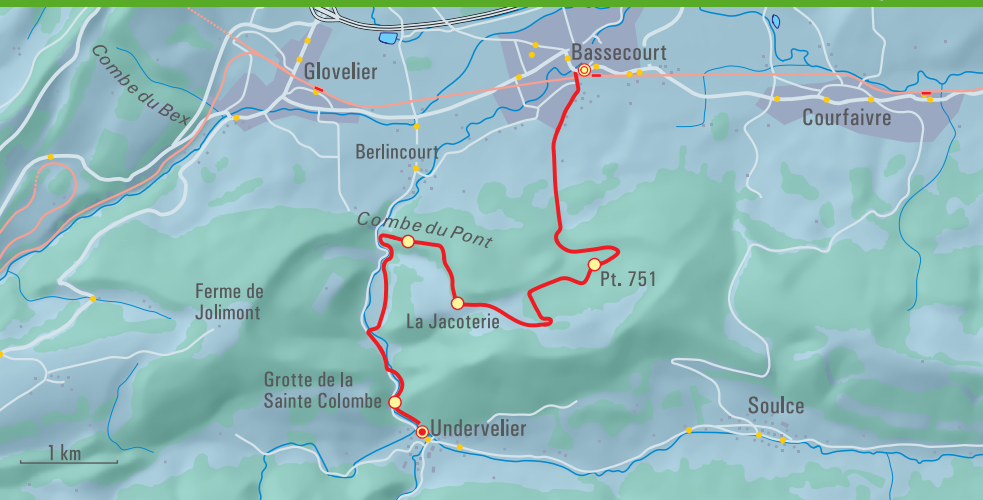 Combe du Bex
Glovelier
Bassecourt
Courfaivre
Berlincourt
Combe du Pont
Pt. 751
Ferme de
Jolimont
La Jacoterie
Grotte de la
Sainte Colombe
Undervelier
Soulce
1 km